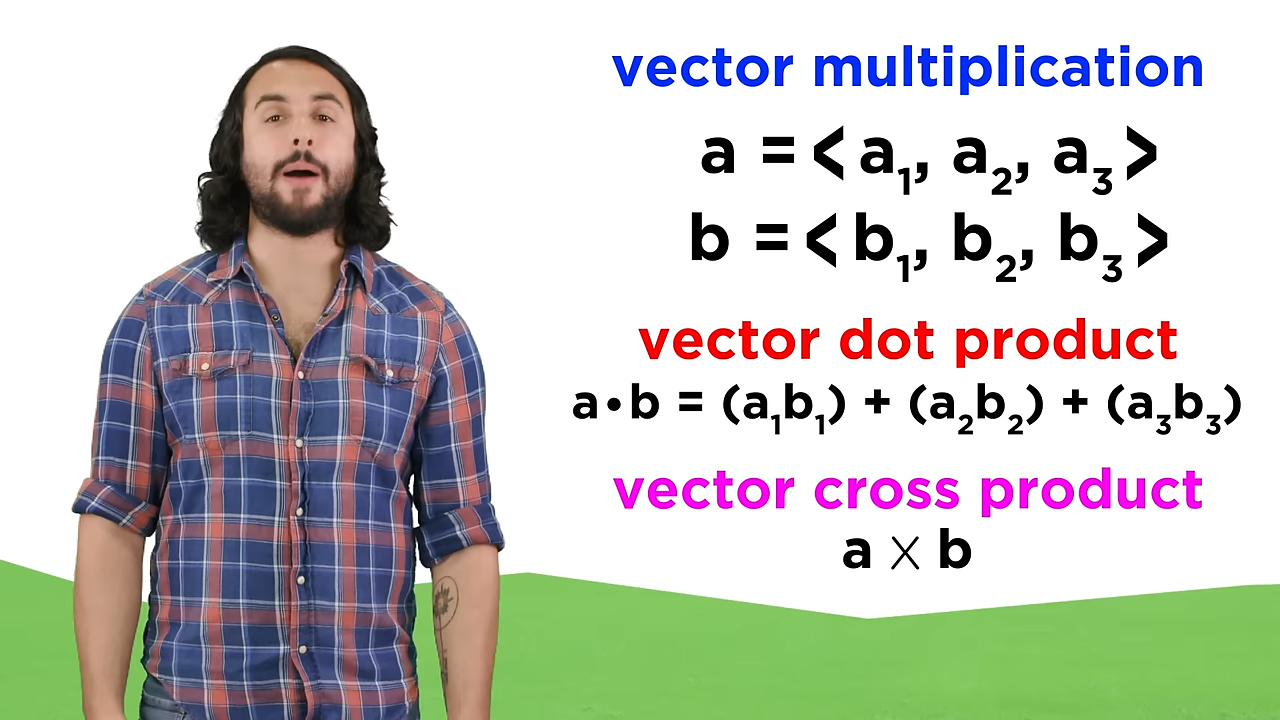 vector multiplication
a = <a₁, a₂, a₃>
b = <b₁, b₂, b₃>
vector dot product
a•b = (a₁b₁) + (a₂b₂) + (a₃b₃)
vector cross product
a × b